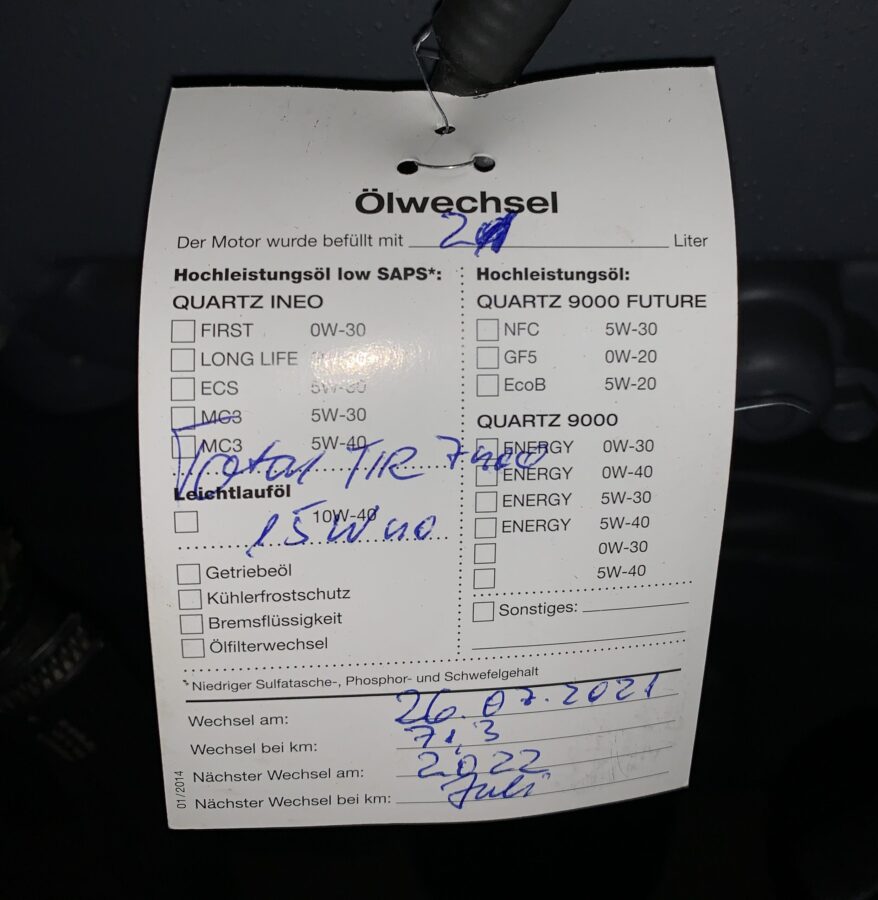 Ölwechsel
Der Motor wurde befüllt mit 2 Liter
Hochleistungsöl low SAPS*:
QUARTZ INEO
FIRST 0W-30
LONG LIFE
ECS 5W-30
MC3 5W-30
MC3 5W-40
Total TIR 7400
Leichtlauföl
10W-40
15W40
Getriebeöl
Kühlerfrostschutz
Bremsflüssigkeit
Ölfilterwechsel
Hochleistungsöl:
QUARTZ 9000 FUTURE
NFC 5W-30
GF5 0W-20
EcoB 5W-20
QUARTZ 9000
ENERGY 0W-30
ENERGY 0W-40
ENERGY 5W-30
ENERGY 5W-40
0W-30
5W-40
Sonstiges:
*Niedriger Sulfatasche-, Phosphor- und Schwefelgehalt
Wechsel am: 26.07.2021
Wechsel bei km: 71,3
Nächster Wechsel am: 2022
Nächster Wechsel bei km: Juli
01/2014